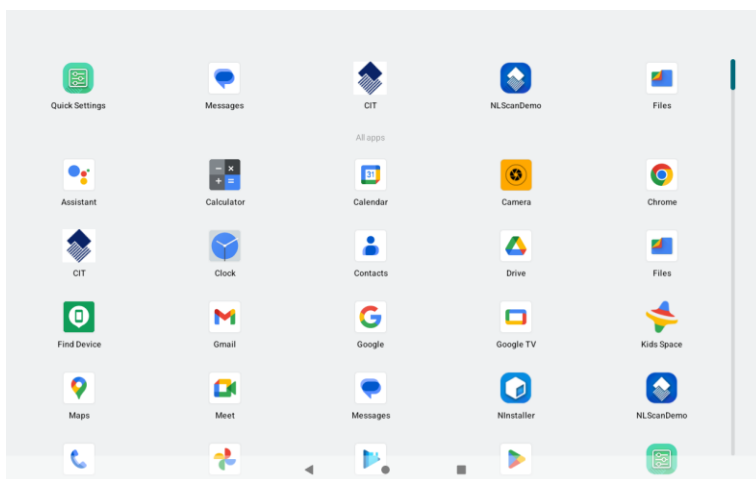 Quick Settings
Messages
CIT
NLScanDemo
Files
All apps
Assistant
Calculator
31
Calendar
Camera
Chrome
CIT
Clock
Contacts
Drive
Files
Find Device
Gmail
Google
Google TV
Kids Space
Maps
Meet
Messages
NInstaller
NLScanDemo